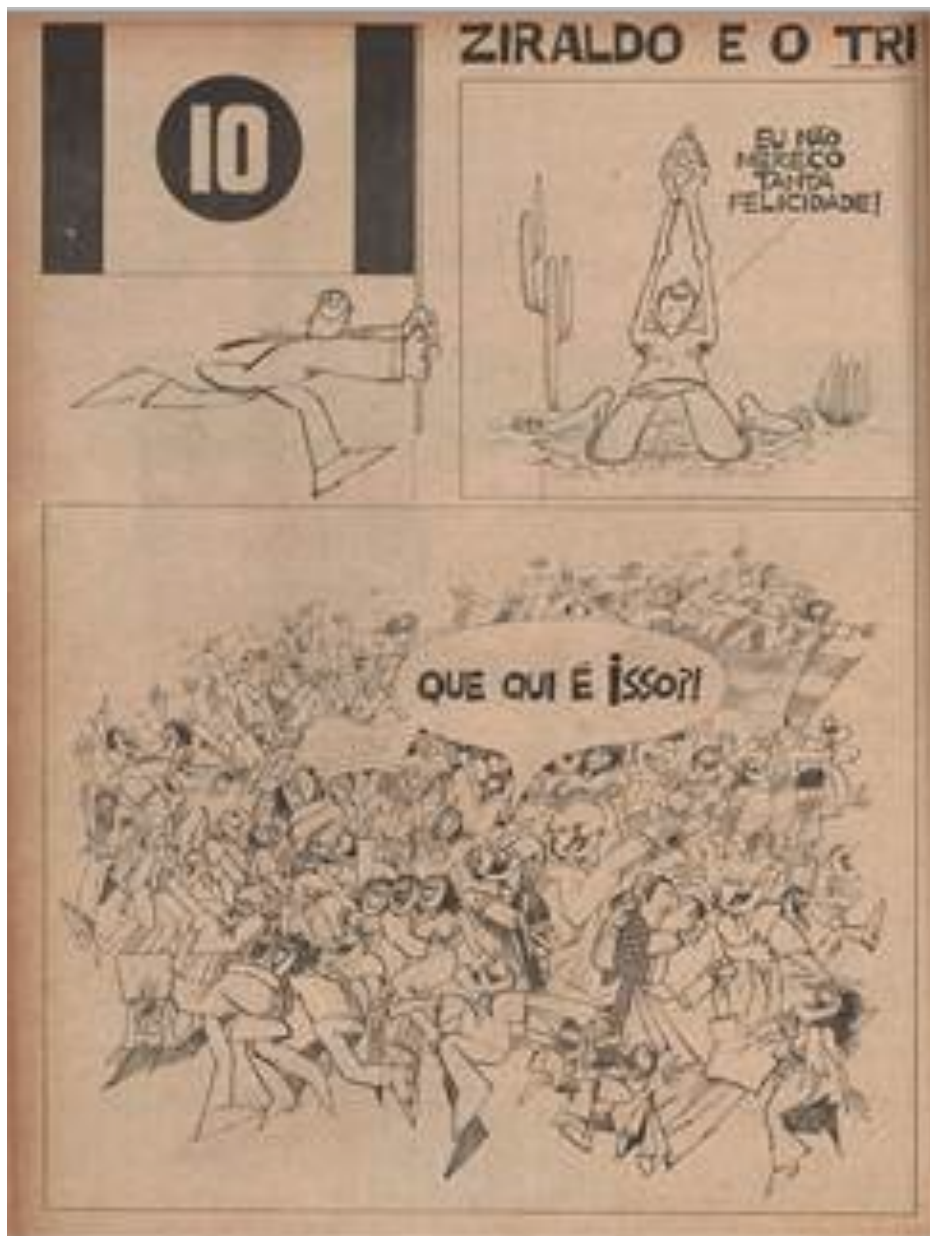 ZIRALDO E O TRI
10
EU NÃO
MEREÇO
TANTA
FELICIDADE!
QUE QUI É ISSO?!